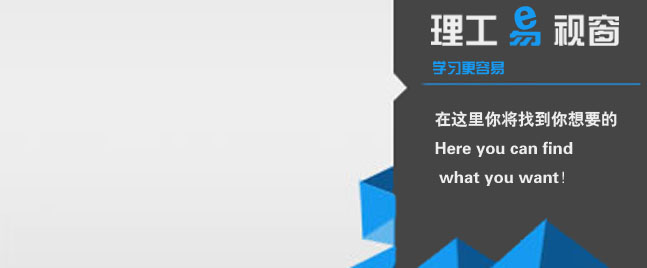 理工e易视窗
学习更容易
在这里你将找到你想要的
Here you can find
what you want!